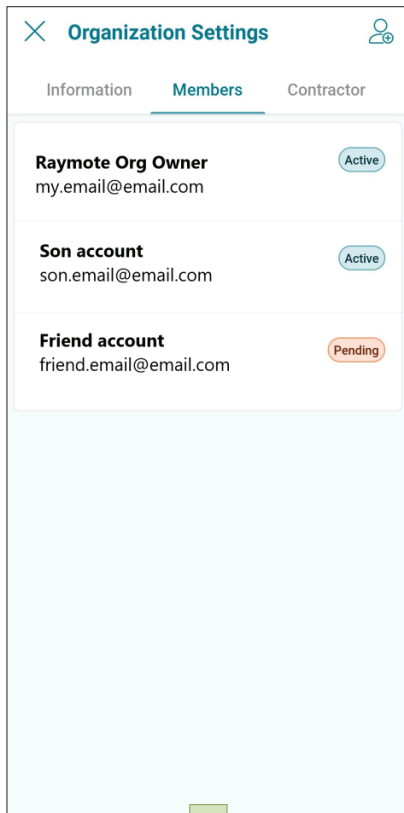 Organization Settings
Information Members Contractor
Raymote Org Owner Active
my.email@email.com
Son account Active
son.email@email.com
Friend account Pending
friend.email@email.com